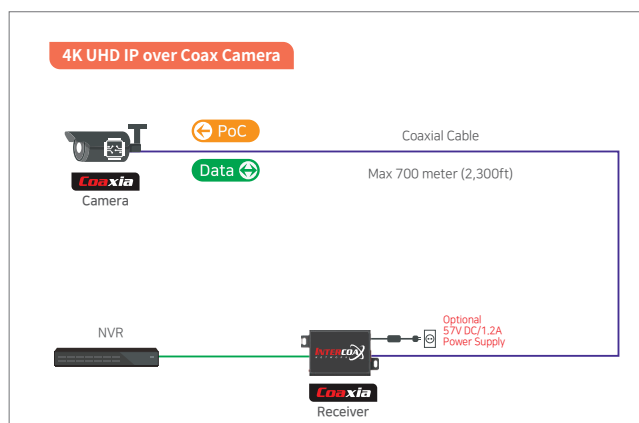 4K UHD IP over Coax Camera
PoC
Coaxial Cable
Data
Max 700 meter (2,300ft)
Coaxia
Camera
NVR
Optional
57V DC/1.2A
Power Supply
INTERCOAX
NETWORK
Coaxia
Receiver